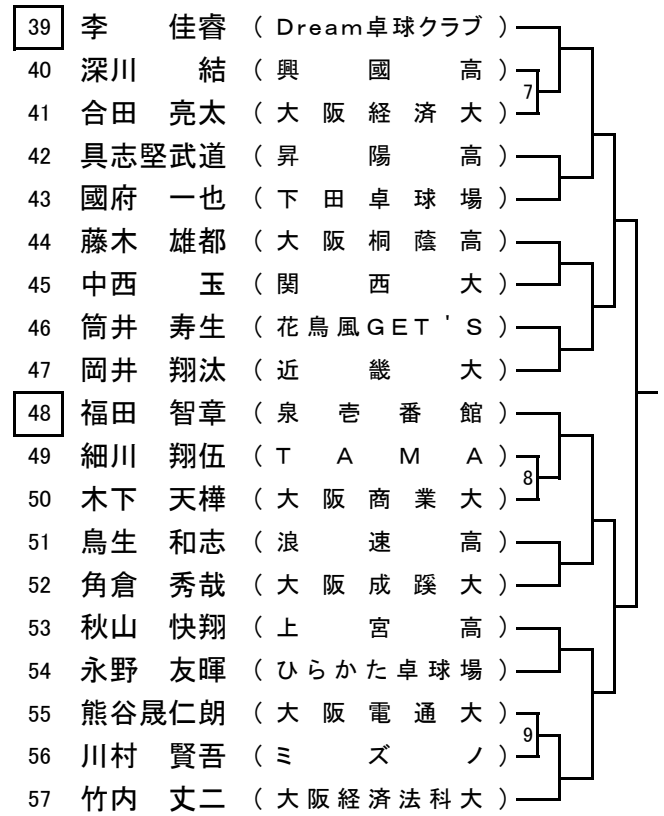 39 李 佳睿 (Dream卓球クラブ)
40 深川 結 (興國高)
7
41 合田 亮太 (大阪経済大)
42 具志堅武道 (昇陽高)
43 國府 一也 (下田卓球場)
44 藤木 雄都 (大阪桐蔭高)
45 中西 玉 (関西大)
46 筒井 寿生 (花鳥風GET'S)
47 岡井 翔汰 (近畿大)
48 福田 智章 (泉壱番館)
49 細川 翔伍 (TAMA)
8
50 木下 天樺 (大阪商業大)
51 鳥生 和志 (浪速高)
52 角倉 秀哉 (大阪成蹊大)
53 秋山 快翔 (上宮高)
54 永野 友暉 (ひらかた卓球場)
55 熊谷晟仁朗 (大阪電通大)
9
56 川村 賢吾 (ミズノ)
57 竹内 丈二 (大阪経済法科大)